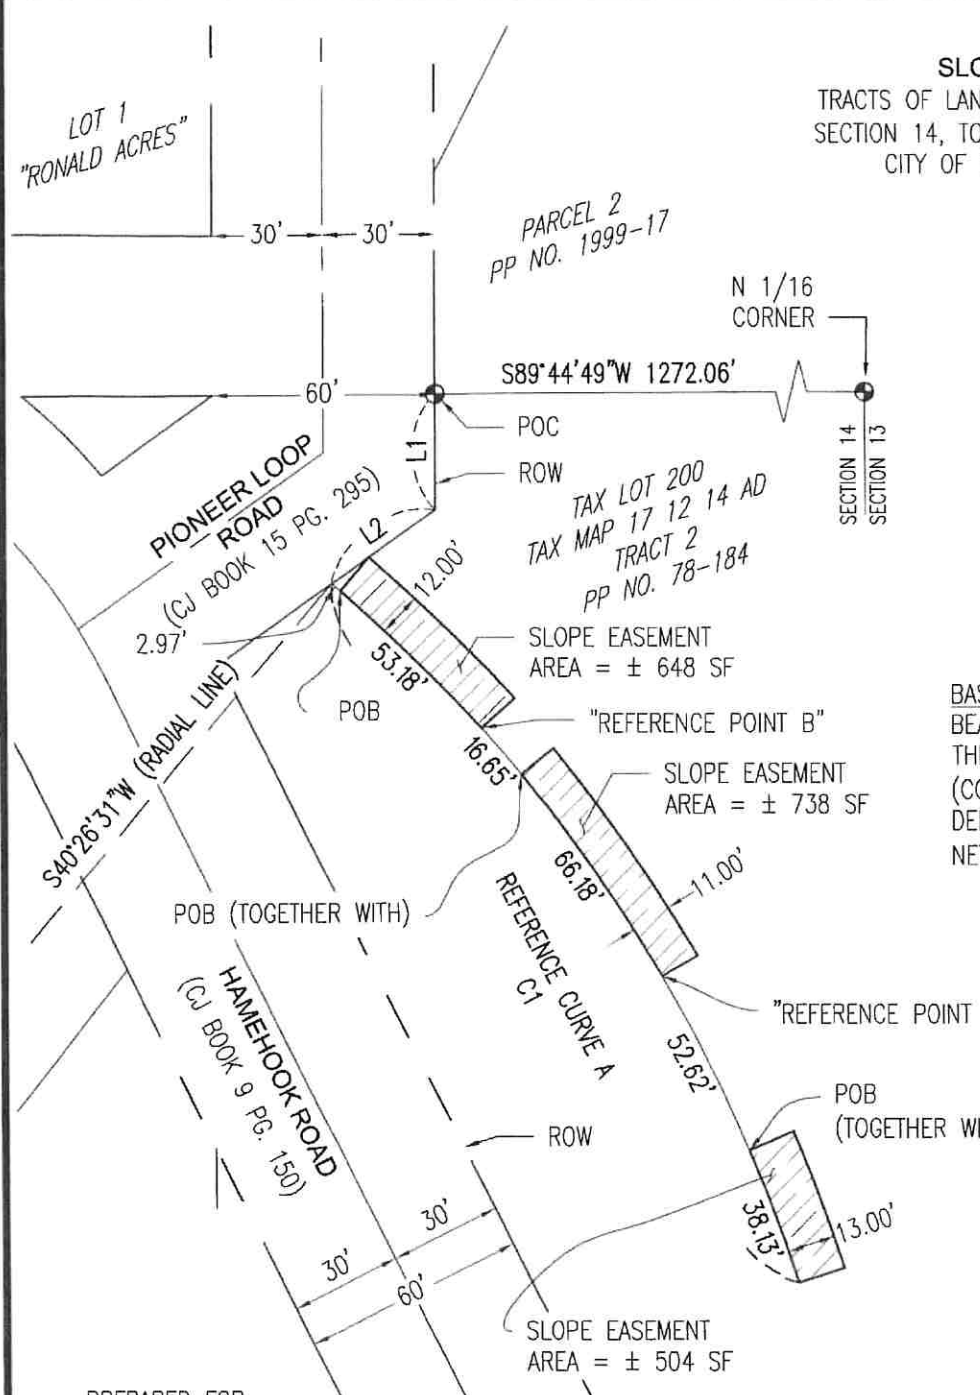 SLO
LOT 1
"RONALD ACRES"
TRACTS OF LAN
SECTION 14, TO
CITY OF
30'
30'
PARCEL 2
PP NO. 1999-17
N 1/16
CORNER
60'
S89°44'49"W 1272.06'
POC
L1
ROW
SECTION 14
SECTION 13
PIONEER LOOP
ROAD
(CJ BOOK 15 PG. 295)
L2
TAX LOT 200
TAX MAP 17 12 14 AD
TRACT 2
PP NO. 78-184
12.00'
2.97'
53.18'
SLOPE EASEMENT
AREA = ± 648 SF
POB
"REFERENCE POINT B"
16.65'
S40°26'31"W (RADIAL LINE)
SLOPE EASEMENT
AREA = ± 738 SF
BAS
BEA
THI
(CO
DEI
NE
66.18'
11.00'
POB (TOGETHER WITH)
REFERENCE CURVE A
C1
HAMEHOOK ROAD
(CJ BOOK 9 PG. 150)
"REFERENCE POINT
52.62'
POB
(TOGETHER WI
ROW
38.13'
13.00'
30'
30'
60'
SLOPE EASEMENT
AREA = ± 504 SF
PREPARED FOR